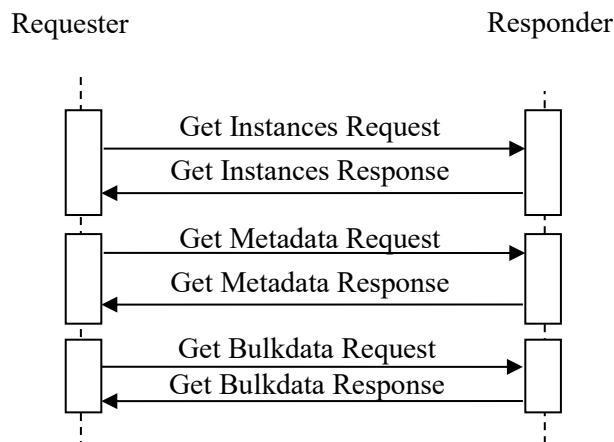 Requester
Responder
Get Instances Request
Get Instances Response
Get Metadata Request
Get Metadata Response
Get Bulkdata Request
Get Bulkdata Response